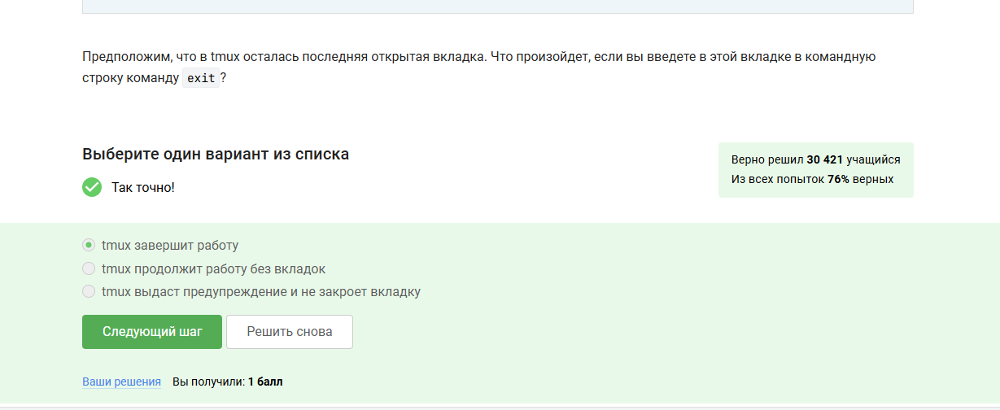 Предположим, что в tmux осталась последняя открытая вкладка. Что произойдет, если вы введете в этой вкладке в командную
строку команду exit?
Выберите один вариант из списка
Так точно!
Верно решил 30 421 учащийся
Из всех попыток 76% верных
tmux завершит работу
tmux продолжит работу без вкладок
tmux выдаст предупреждение и не закроет вкладку
Следующий шаг
Решить снова
Ваши решения Вы получили: 1 балл